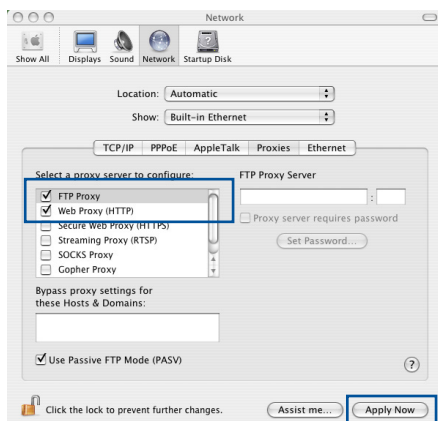 Network
Show All Displays Sound Network Startup Disk
Location: Automatic
Show: Built-in Ethernet
TCP/IP PPPoE AppleTalk Proxies Ethernet
Select a proxy server to configure:
FTP Proxy
Web Proxy (HTTP)
Secure Web Proxy (HTTPS)
Streaming Proxy (RTSP)
SOCKS Proxy
Gopher Proxy
FTP Proxy Server
:
Proxy server requires password
Set Password...
Bypass proxy settings for
these Hosts & Domains:
Use Passive FTP Mode (PASV)
?
Click the lock to prevent further changes.
Assist me...
Apply Now